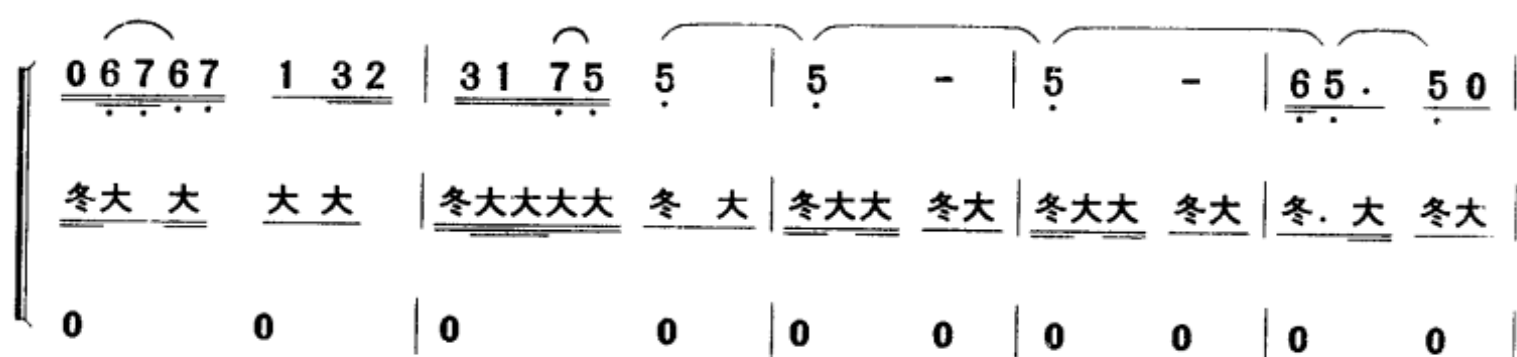 0 6 7 6 7 1 3 2 | 3 1 7 5 5 | 5 - | 5 - | 6 5 . 5 0 |
冬大 大 大 大 | 冬大大大大 冬 大 | 冬大大 冬大 | 冬大大 冬大 | 冬. 大 冬大 |
0 0 | 0 0 | 0 0 | 0 0 | 0 0 |